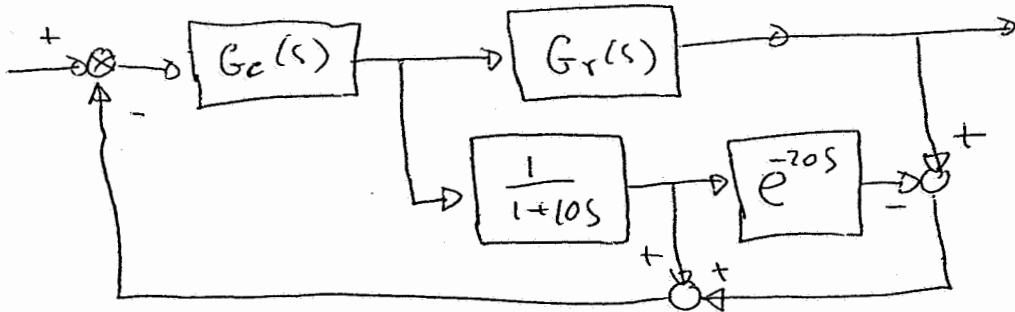 +
Gc(s)
Gr(s)
-
+
1
1+10s
e^-20s
-
+
+